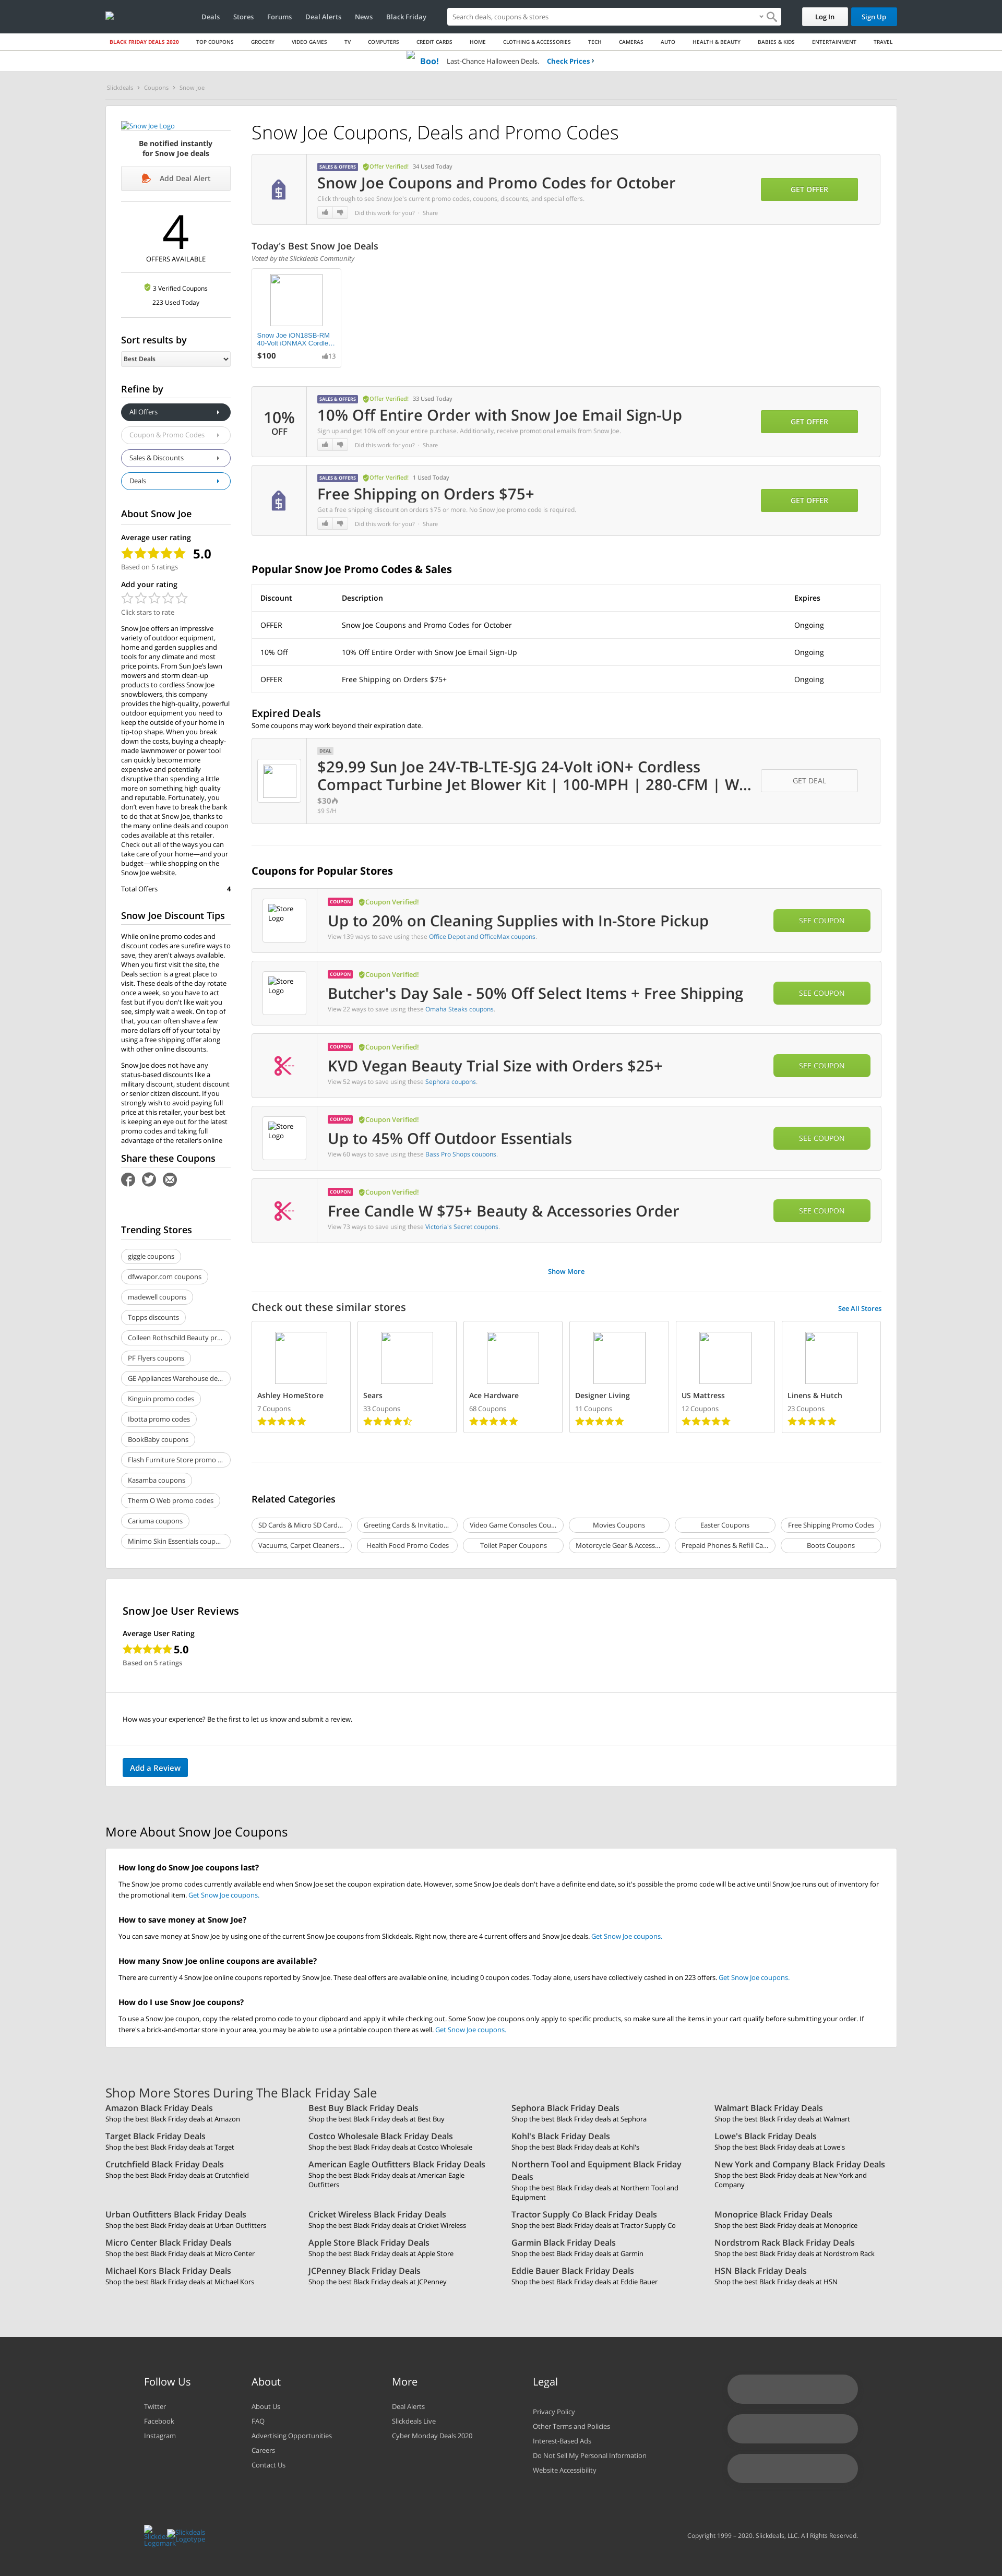 Deals Stores Forums Deal Alerts News Black Friday
Search deals, coupons & stores
Log In
Sign Up
BLACK FRIDAY DEALS 2020 TOP COUPONS GROCERY VIDEO GAMES TV COMPUTERS CREDIT CARDS HOME CLOTHING & ACCESSORIES TECH CAMERAS AUTO HEALTH & BEAUTY BABIES & KIDS ENTERTAINMENT TRAVEL
Boo! Last-Chance Halloween Deals. Check Prices
Slickdeals Coupons Snow Joe
Snow Joe Logo
Be notified instantly
for Snow Joe deals
Add Deal Alert
4
OFFERS AVAILABLE
3 Verified Coupons
223 Used Today
Sort results by
Best Deals
Refine by
All Offers
Coupon & Promo Codes
Sales & Discounts
Deals
About Snow Joe
Average user rating
5.0
Based on 5 ratings
Add your rating
Click stars to rate
Snow Joe offers an impressive
variety of outdoor equipment,
home and garden supplies and
tools for any climate and most
price points. From Sun Joe's lawn
mowers and storm clean-up
products to cordless Snow Joe
snowblowers, this company
provides the high-quality, powerful
outdoor equipment you need to
keep the outside of your home in
tip-top shape. When you break
down the costs, buying a cheaply-
made lawnmower or power tool
can quickly become more
expensive and potentially
disruptive than spending a little
more on something high quality
and reputable. Fortunately, you
don't even have to break the bank
to do that at Snow Joe, thanks to
the many online deals and coupon
codes available at this retailer.
Check out all of the ways you can
take care of your home—and your
budget—while shopping on the
Snow Joe website.
Total Offers 4
Snow Joe Discount Tips
While online promo codes and
discount codes are surefire ways to
save, they aren't always available.
When you first visit the site, the
Deals section is a great place to
visit. These deals of the day rotate
once a week, so you have to act
fast but if you don't like what you
see, simply wait a week. On top of
that, you can often shave a few
more dollars off of your total by
using a free shipping offer along
with other online discounts.
Snow Joe does not have any
status-based discounts like a
military discount, student discount
or senior citizen discount. If you
strongly wish to avoid paying full
price at this retailer, your best bet
is keeping an eye out for the latest
promo codes and taking full
advantage of the retailer's online
Share these Coupons
Trending Stores
giggle coupons
dfwvapor.com coupons
madewell coupons
Topps discounts
Colleen Rothschild Beauty pr...
PF Flyers coupons
GE Appliances Warehouse de...
Kinguin promo codes
Ibotta promo codes
BookBaby coupons
Flash Furniture Store promo ...
Kasamba coupons
Therm O Web promo codes
Cariuma coupons
Minimo Skin Essentials coup...
Snow Joe Coupons, Deals and Promo Codes
SALES & OFFERS Offer Verified! 34 Used Today
Snow Joe Coupons and Promo Codes for October
Click through to see Snow Joe's current promo codes, coupons, discounts, and special offers.
Did this work for you? · Share
GET OFFER
Today's Best Snow Joe Deals
Voted by the Slickdeals Community
Snow Joe iON18SB-RM
40-Volt iONMAX Cordle...
$100 13
10%
OFF
SALES & OFFERS Offer Verified! 33 Used Today
10% Off Entire Order with Snow Joe Email Sign-Up
Sign up and get 10% off on your entire purchase. Additionally, receive promotional emails from Snow Joe.
Did this work for you? · Share
GET OFFER
SALES & OFFERS Offer Verified! 1 Used Today
Free Shipping on Orders $75+
Get a free shipping discount on orders $75 or more. No Snow Joe promo code is required.
Did this work for you? · Share
GET OFFER
Popular Snow Joe Promo Codes & Sales
Discount Description Expires
OFFER Snow Joe Coupons and Promo Codes for October Ongoing
10% Off 10% Off Entire Order with Snow Joe Email Sign-Up Ongoing
OFFER Free Shipping on Orders $75+ Ongoing
Expired Deals
Some coupons may work beyond their expiration date.
DEAL
$29.99 Sun Joe 24V-TB-LTE-SJG 24-Volt iON+ Cordless
Compact Turbine Jet Blower Kit | 100-MPH | 280-CFM | W...
$30
$9 S/H
GET DEAL
Coupons for Popular Stores
Store Logo
COUPON Coupon Verified!
Up to 20% on Cleaning Supplies with In-Store Pickup
View 139 ways to save using these Office Depot and OfficeMax coupons.
SEE COUPON
Store Logo
COUPON Coupon Verified!
Butcher's Day Sale - 50% Off Select Items + Free Shipping
View 22 ways to save using these Omaha Steaks coupons.
SEE COUPON
COUPON Coupon Verified!
KVD Vegan Beauty Trial Size with Orders $25+
View 52 ways to save using these Sephora coupons.
SEE COUPON
Store Logo
COUPON Coupon Verified!
Up to 45% Off Outdoor Essentials
View 60 ways to save using these Bass Pro Shops coupons.
SEE COUPON
COUPON Coupon Verified!
Free Candle W $75+ Beauty & Accessories Order
View 73 ways to save using these Victoria's Secret coupons.
SEE COUPON
Show More
Check out these similar stores See All Stores
Ashley HomeStore Sears Ace Hardware Designer Living US Mattress Linens & Hutch
7 Coupons 33 Coupons 68 Coupons 11 Coupons 12 Coupons 23 Coupons
Related Categories
SD Cards & Micro SD Card... Greeting Cards & Invitatio... Video Game Consoles Cou... Movies Coupons Easter Coupons Free Shipping Promo Codes
Vacuums, Carpet Cleaners... Health Food Promo Codes Toilet Paper Coupons Motorcycle Gear & Access... Prepaid Phones & Refill Ca... Boots Coupons
Snow Joe User Reviews
Average User Rating
5.0
Based on 5 ratings
How was your experience? Be the first to let us know and submit a review.
Add a Review
More About Snow Joe Coupons
How long do Snow Joe coupons last?
The Snow Joe promo codes currently available end when Snow Joe set the coupon expiration date. However, some Snow Joe deals don't have a definite end date, so it's possible the promo code will be active until Snow Joe runs out of inventory for
the promotional item. Get Snow Joe coupons.
How to save money at Snow Joe?
You can save money at Snow Joe by using one of the current Snow Joe coupons from Slickdeals. Right now, there are 4 current offers and Snow Joe deals. Get Snow Joe coupons.
How many Snow Joe online coupons are available?
There are currently 4 Snow Joe online coupons reported by Snow Joe. These deal offers are available online, including 0 coupon codes. Today alone, users have collectively cashed in on 223 offers. Get Snow Joe coupons.
How do I use Snow Joe coupons?
To use a Snow Joe coupon, copy the related promo code to your clipboard and apply it while checking out. Some Snow Joe coupons only apply to specific products, so make sure all the items in your cart qualify before submitting your order. If
there's a brick-and-mortar store in your area, you may be able to use a printable coupon there as well. Get Snow Joe coupons.
Shop More Stores During The Black Friday Sale
Amazon Black Friday Deals Best Buy Black Friday Deals Sephora Black Friday Deals Walmart Black Friday Deals
Shop the best Black Friday deals at Amazon Shop the best Black Friday deals at Best Buy Shop the best Black Friday deals at Sephora Shop the best Black Friday deals at Walmart
Target Black Friday Deals Costco Wholesale Black Friday Deals Kohl's Black Friday Deals Lowe's Black Friday Deals
Shop the best Black Friday deals at Target Shop the best Black Friday deals at Costco Wholesale Shop the best Black Friday deals at Kohl's Shop the best Black Friday deals at Lowe's
Crutchfield Black Friday Deals American Eagle Outfitters Black Friday Deals Northern Tool and Equipment Black Friday Deals New York and Company Black Friday Deals
Shop the best Black Friday deals at Crutchfield Shop the best Black Friday deals at American Eagle Outfitters Shop the best Black Friday deals at Northern Tool and Equipment Shop the best Black Friday deals at New York and Company
Urban Outfitters Black Friday Deals Cricket Wireless Black Friday Deals Tractor Supply Co Black Friday Deals Monoprice Black Friday Deals
Shop the best Black Friday deals at Urban Outfitters Shop the best Black Friday deals at Cricket Wireless Shop the best Black Friday deals at Tractor Supply Co Shop the best Black Friday deals at Monoprice
Micro Center Black Friday Deals Apple Store Black Friday Deals Garmin Black Friday Deals Nordstrom Rack Black Friday Deals
Shop the best Black Friday deals at Micro Center Shop the best Black Friday deals at Apple Store Shop the best Black Friday deals at Garmin Shop the best Black Friday deals at Nordstrom Rack
Michael Kors Black Friday Deals JCPenney Black Friday Deals Eddie Bauer Black Friday Deals HSN Black Friday Deals
Shop the best Black Friday deals at Michael Kors Shop the best Black Friday deals at JCPenney Shop the best Black Friday deals at Eddie Bauer Shop the best Black Friday deals at HSN
Follow Us
Twitter
Facebook
Instagram
About
About Us
FAQ
Advertising Opportunities
Careers
Contact Us
More
Deal Alerts
Slickdeals Live
Cyber Monday Deals 2020
Legal
Privacy Policy
Other Terms and Policies
Interest-Based Ads
Do Not Sell My Personal Information
Website Accessibility
Slickdeals Logomark
Slickdeals Logotype
Copyright 1999 – 2020. Slickdeals, LLC. All Rights Reserved.